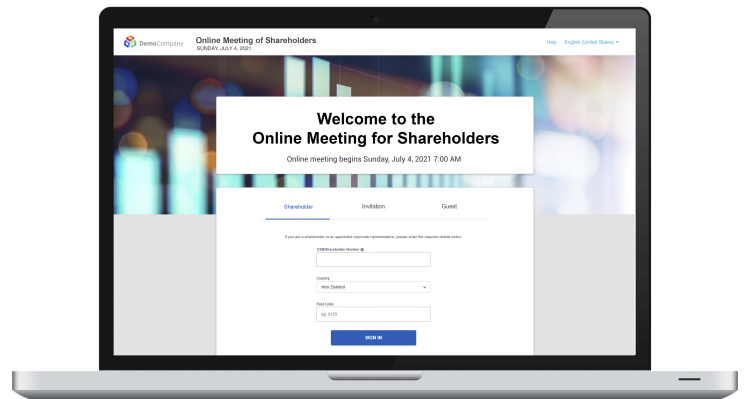 DemoCompany
Online Meeting of Shareholders
SUNDAY, JULY 4, 2021
Help English (United States)
Welcome to the
Online Meeting for Shareholders
Online meeting begins Sunday, July 4, 2021 7:00 AM
Shareholder Invitation Guest
If you are a shareholder or an appointed corporate representative, please enter the required details below.
CSN/Shareholder Number
Country
New Zealand
Post Code
eg. 0123
SIGN IN